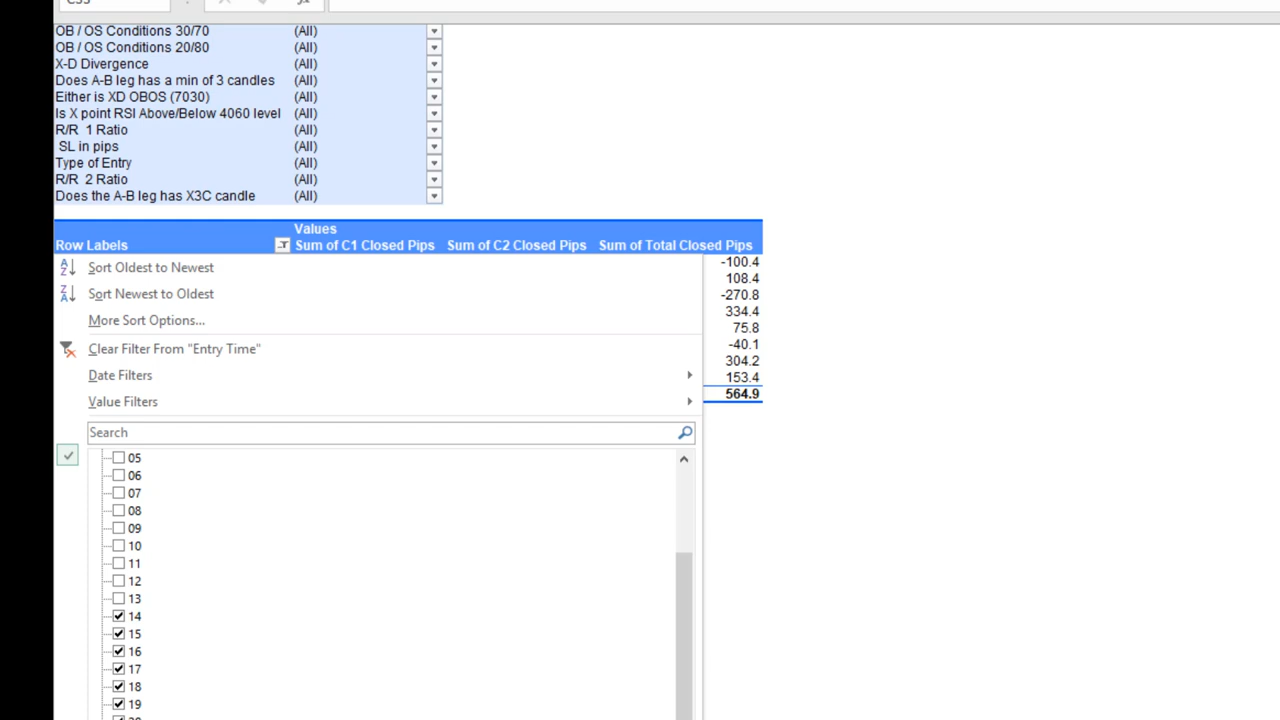 OB / OS Conditions 30/70 (All)
OB / OS Conditions 20/80 (All)
X-D Divergence (All)
Does A-B leg has a min of 3 candles (All)
Either is XD OBOS (7030) (All)
Is X point RSI Above/Below 4060 level (All)
R/R 1 Ratio (All)
SL in pips (All)
Type of Entry (All)
R/R 2 Ratio (All)
Does the A-B leg has X3C candle (All)
Values
Row Labels Sum of C1 Closed Pips Sum of C2 Closed Pips Sum of Total Closed Pips
-100.4
Sort Oldest to Newest
108.4
Sort Newest to Oldest
-270.8
334.4
More Sort Options...
75.8
-40.1
Clear Filter From "Entry Time"
304.2
Date Filters
153.4
564.9
Value Filters
Search
05
06
07
08
09
10
11
12
13
14
15
16
17
18
19